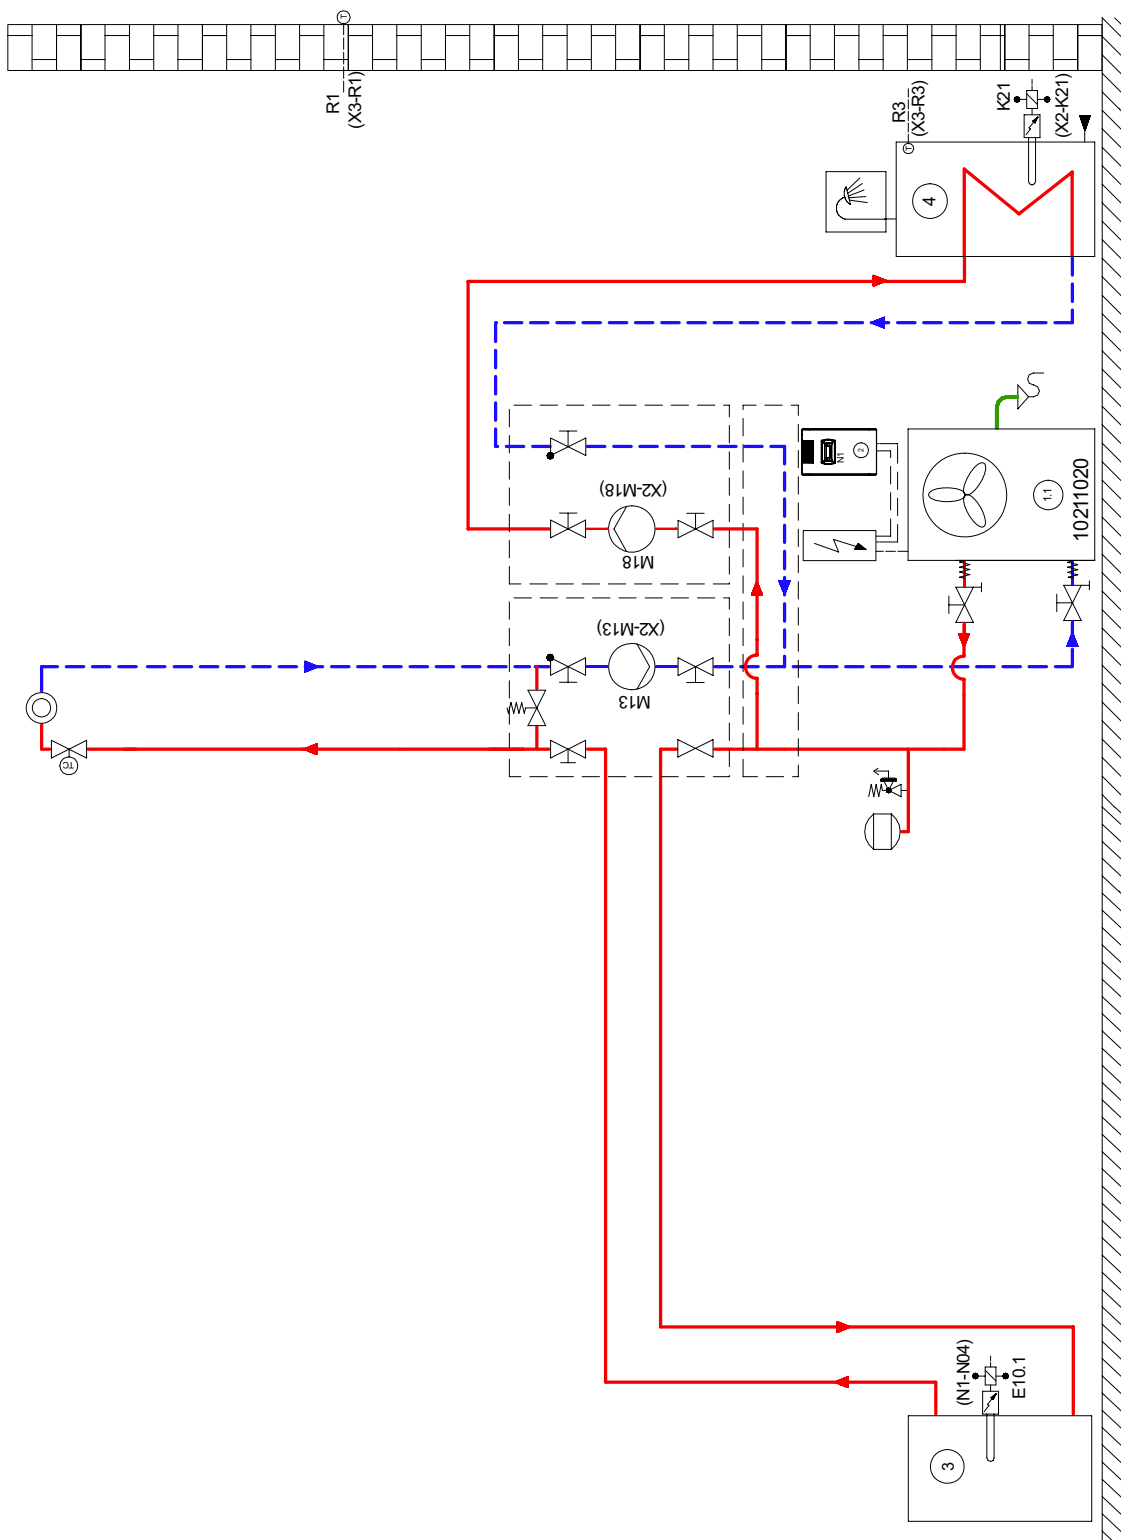 T
R1
(X3-R1)
R3
(X3-R3)
T
K21
(X2-K21)
4
N1
2
1.1
10211020
(X2-M18)
M18
(X2-M13)
M13
TC
(N1-N04)
E10.1
3